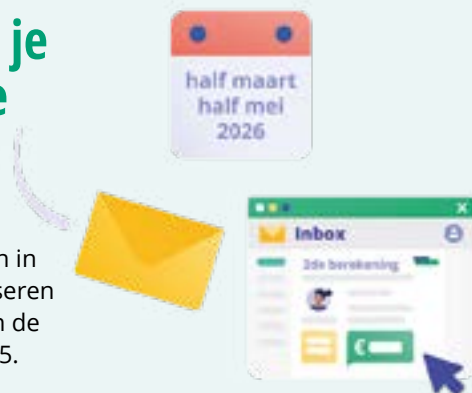 je
e
half maart
half mei
2026
Inbox
2de berekening
€
n in
seren
n de
5.